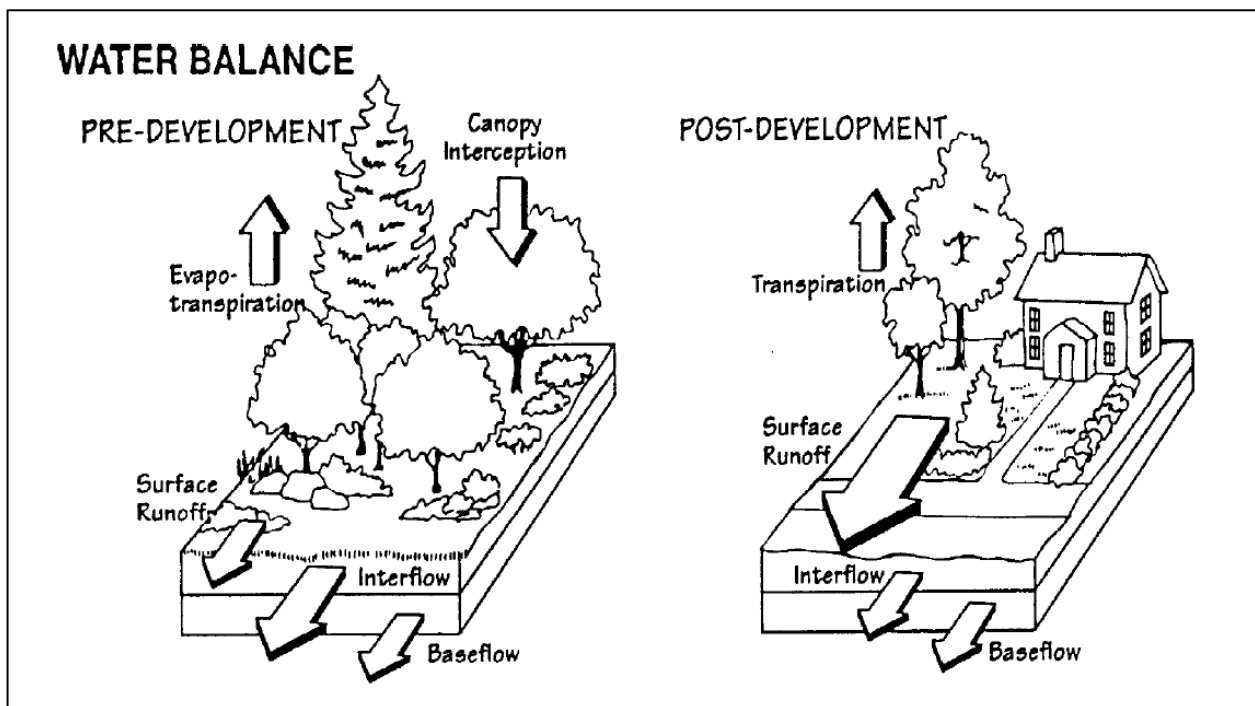 WATER BALANCE
PRE-DEVELOPMENT
Canopy
Interception
Evapo-
transpiration
Surface
Runoff
Interflow
Baseflow
POST-DEVELOPMENT
Transpiration
Surface
Runoff
Interflow
Baseflow